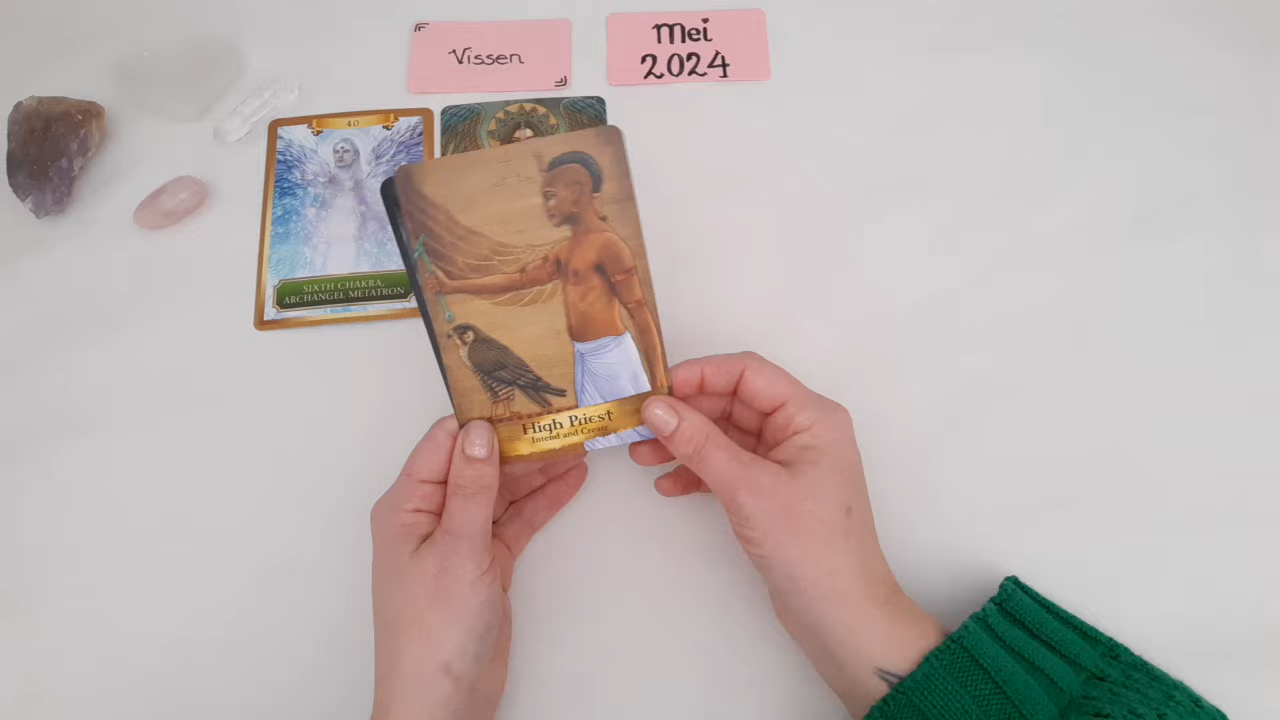 Vissen
Mei
2024
40
SIXTH CHAKRA,
ARCHANGEL METATRON
High Priest
Intend and Create